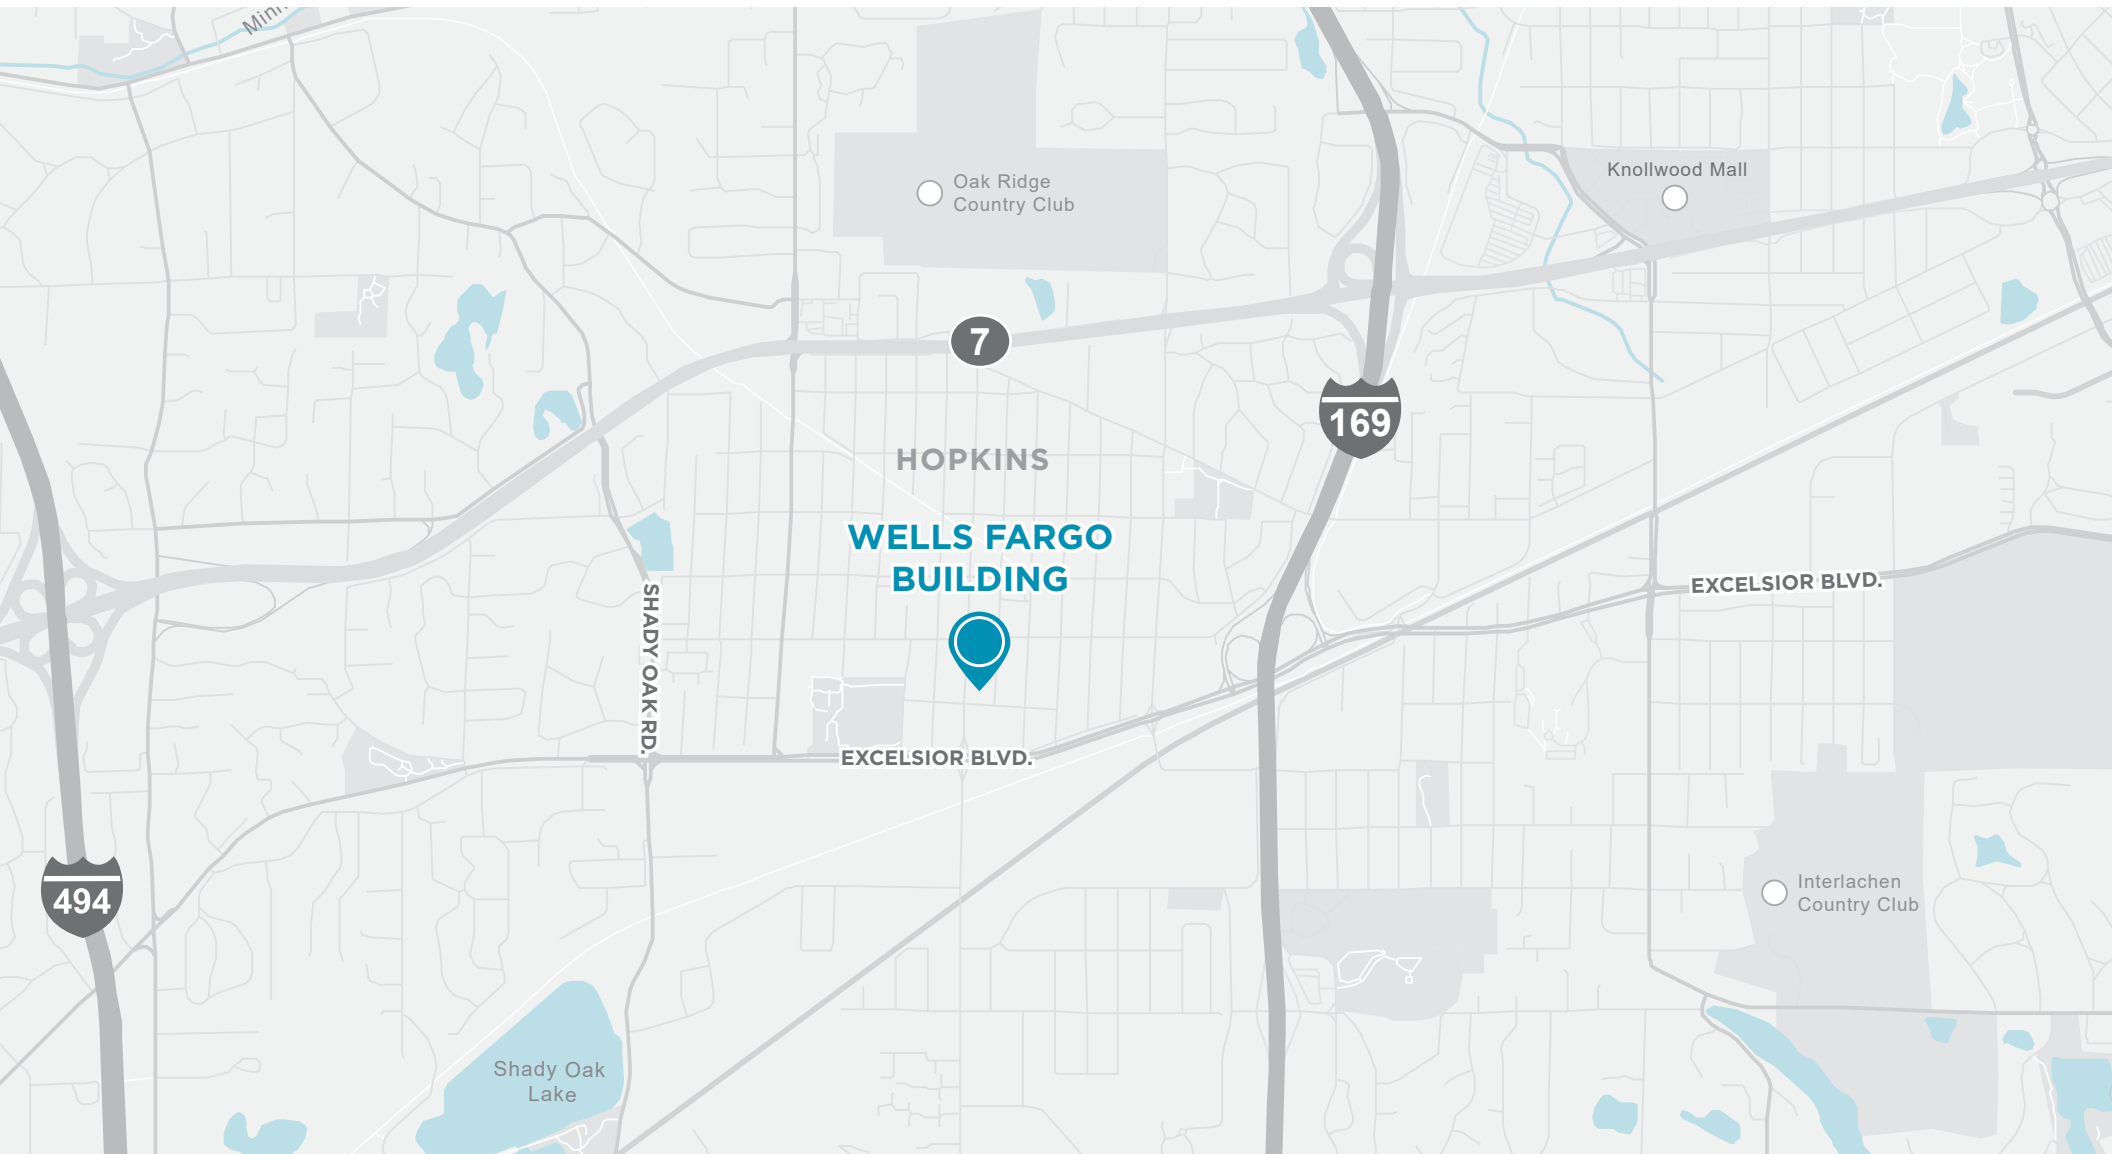 Oak Ridge
Country Club
Knollwood Mall
7
169
HOPKINS
WELLS FARGO
BUILDING
SHADY OAK RD.
EXCELSIOR BLVD.
EXCELSIOR BLVD.
494
Interlachen
Country Club
Shady Oak
Lake